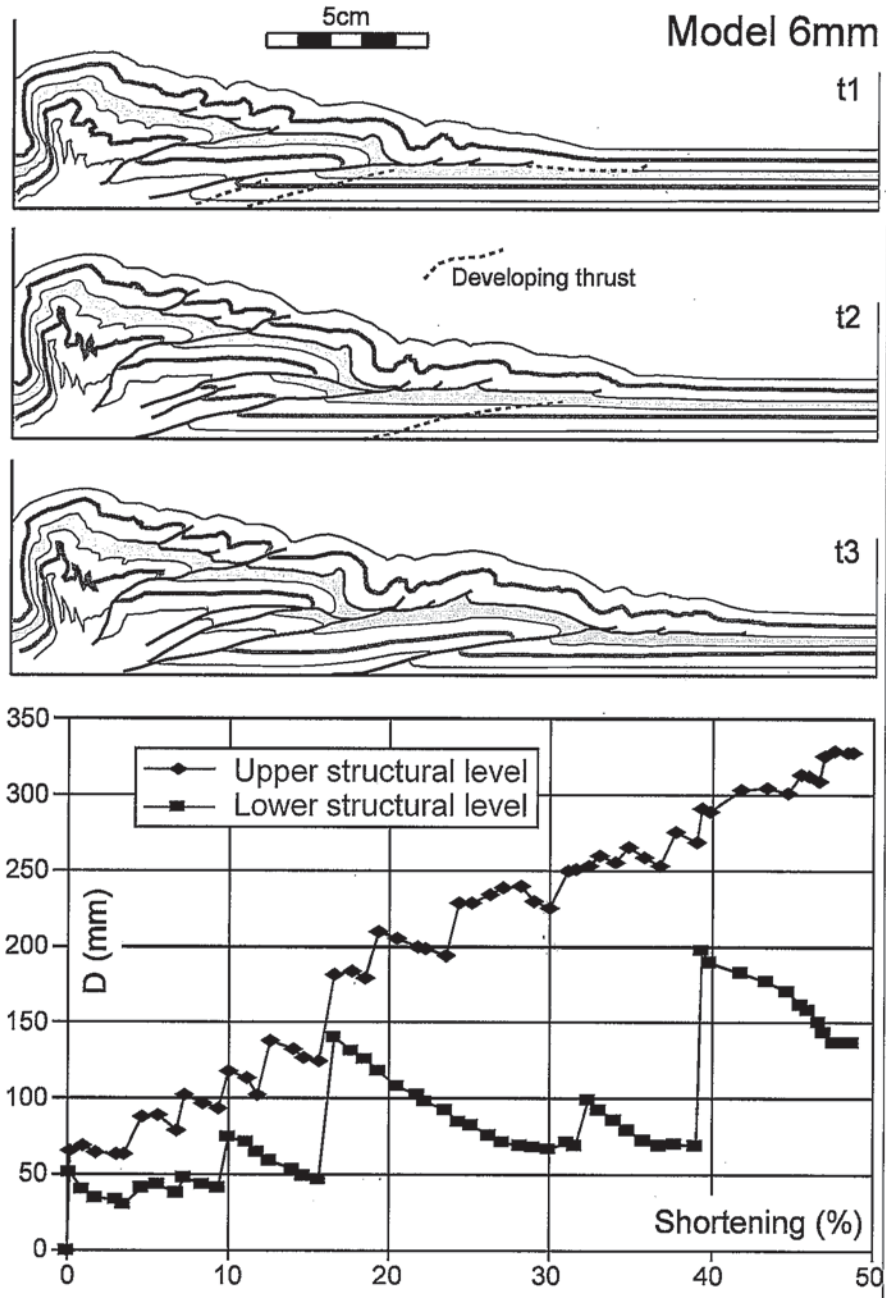 5cm
Model 6mm
t1
Developing thrust
t2
t3
350
300
250
200
150
100
50
0
D (mm)
Upper structural level
Lower structural level
Shortening (%)
0
10
20
30
40
50